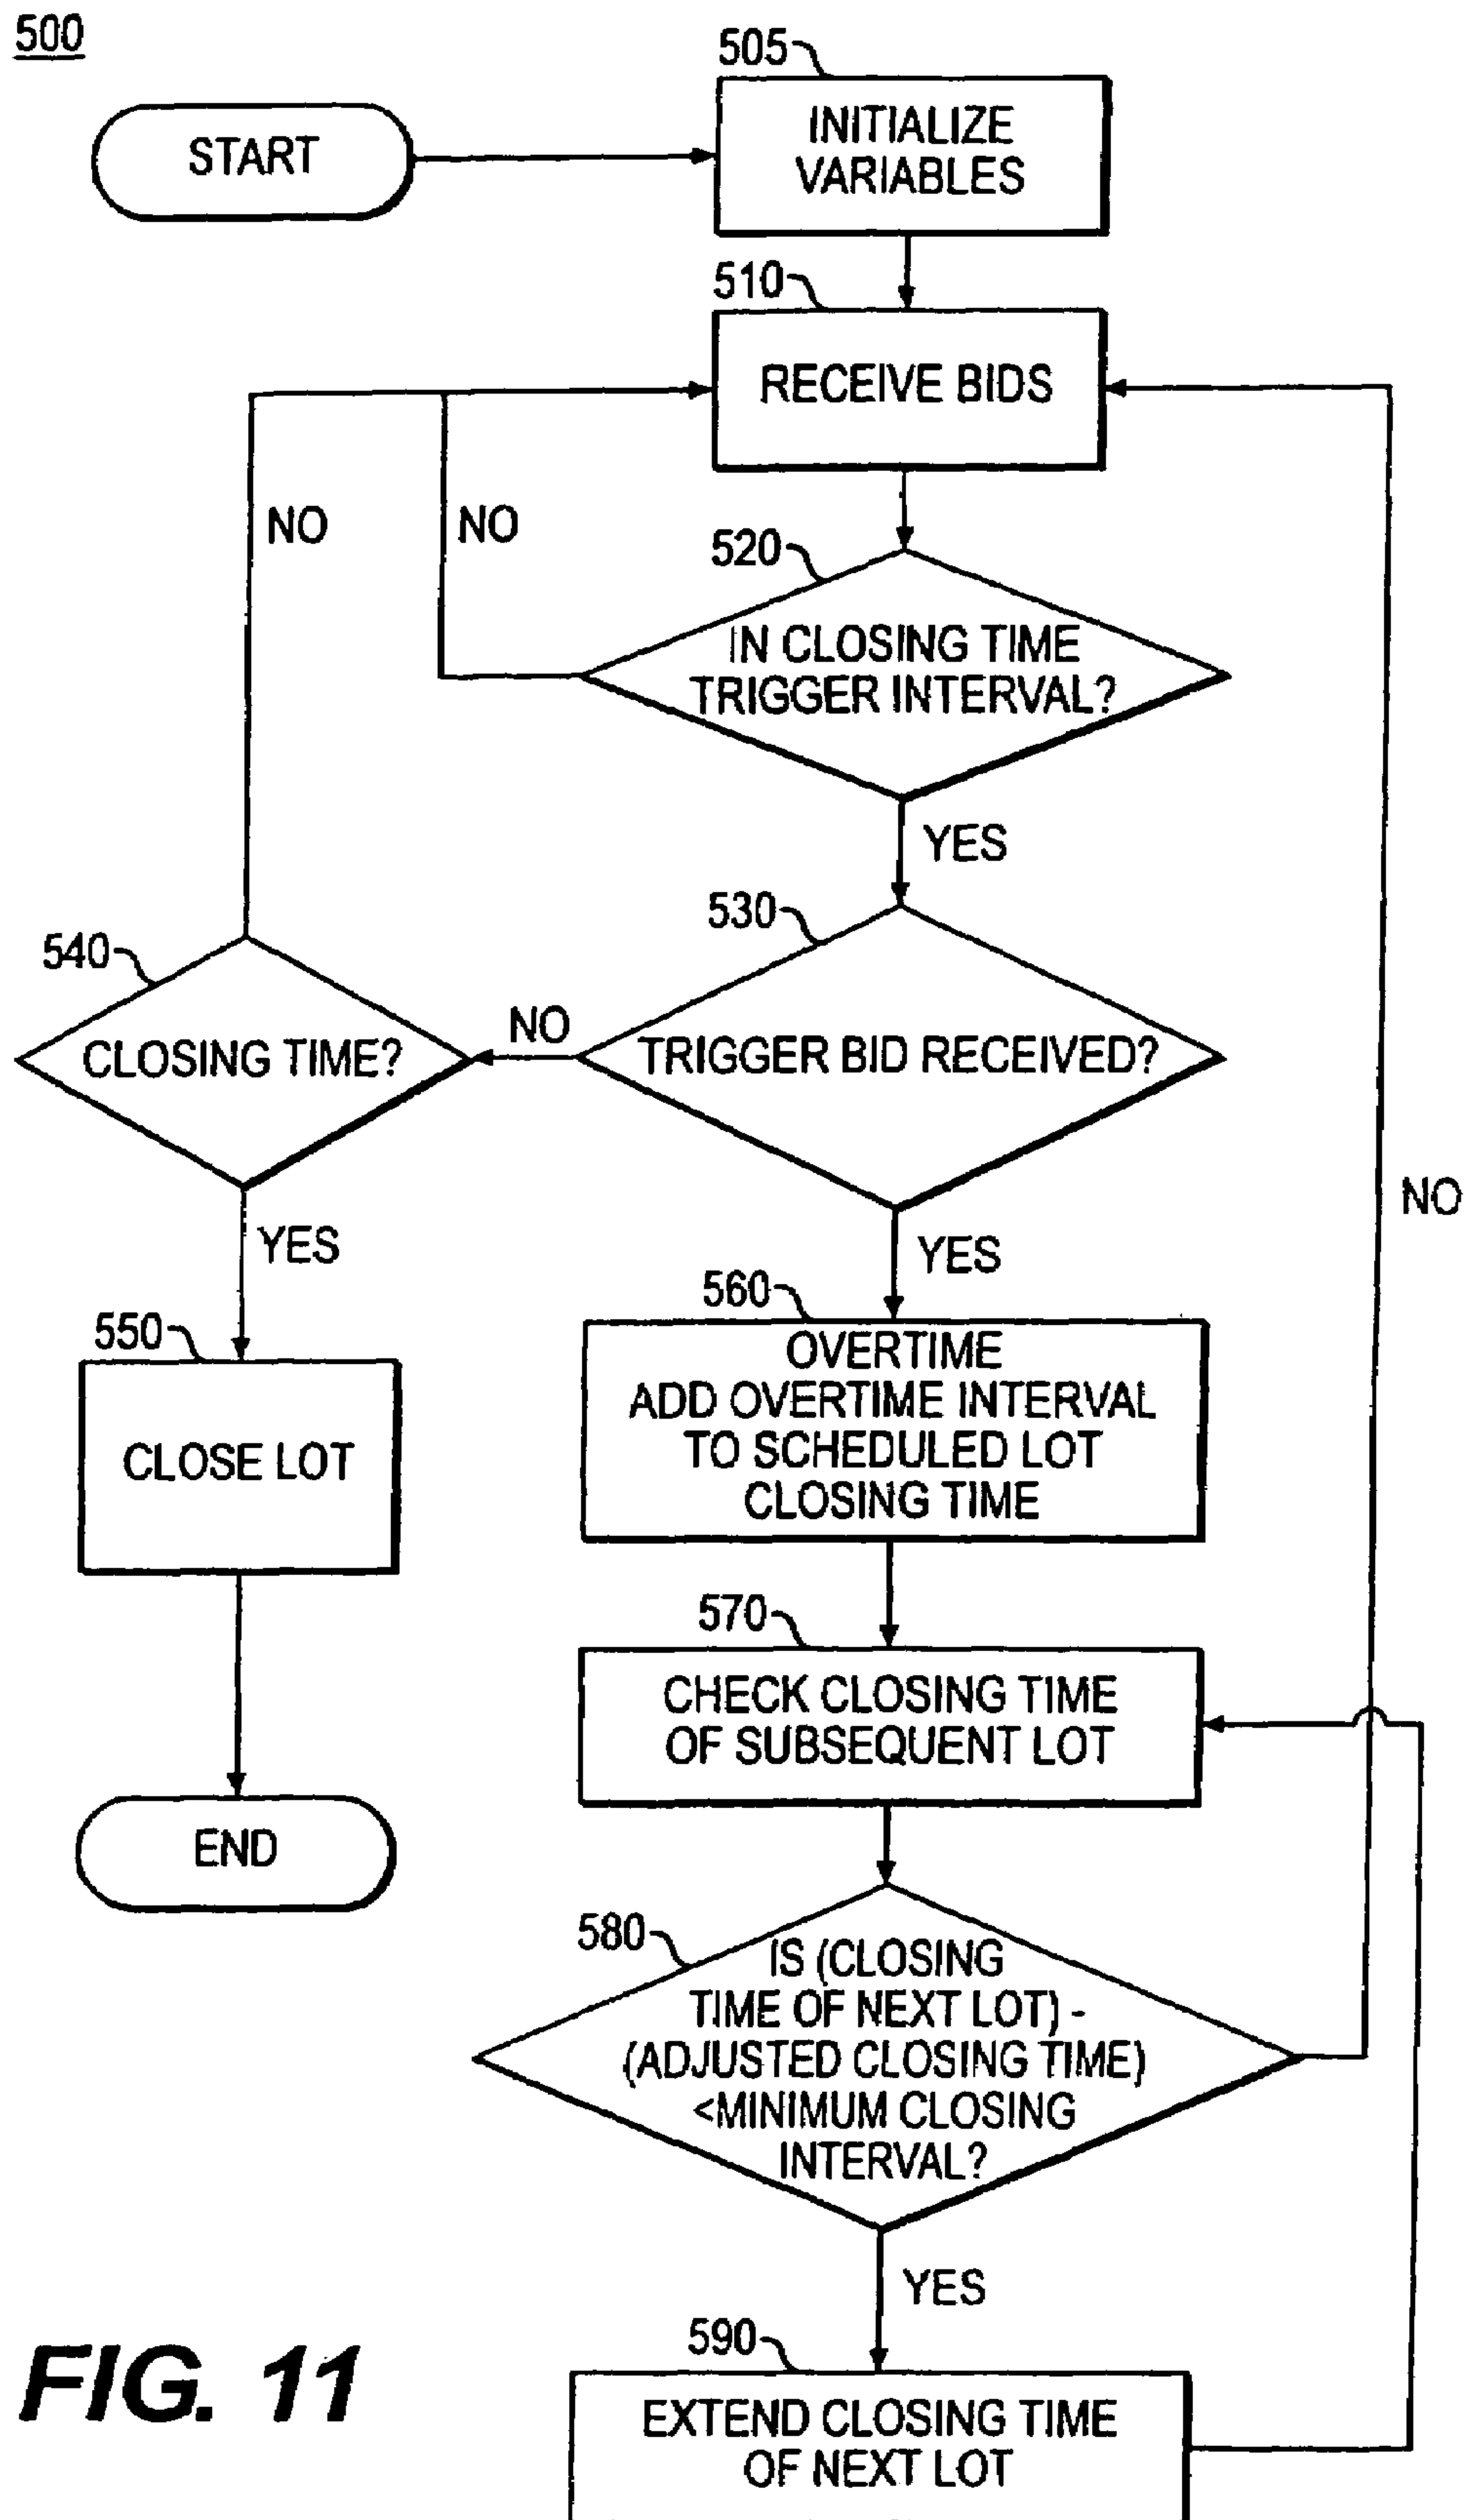 500
505
START
INITIALIZE
VARIABLES
510
RECEIVE BIDS
NO
NO
520
IN CLOSING TIME
TRIGGER INTERVAL?
YES
530
540
CLOSING TIME?
NO
TRIGGER BID RECEIVED?
NO
YES
YES
560
550
OVERTIME
ADD OVERTIME INTERVAL
TO SCHEDULED LOT
CLOSING TIME
CLOSE LOT
570
CHECK CLOSING TIME
OF SUBSEQUENT LOT
END
580
IS (CLOSING
TIME OF NEXT LOT) -
(ADJUSTED CLOSING TIME)
<MINIMUM CLOSING
INTERVAL?
YES
590
EXTEND CLOSING TIME
OF NEXT LOT
FIG. 11